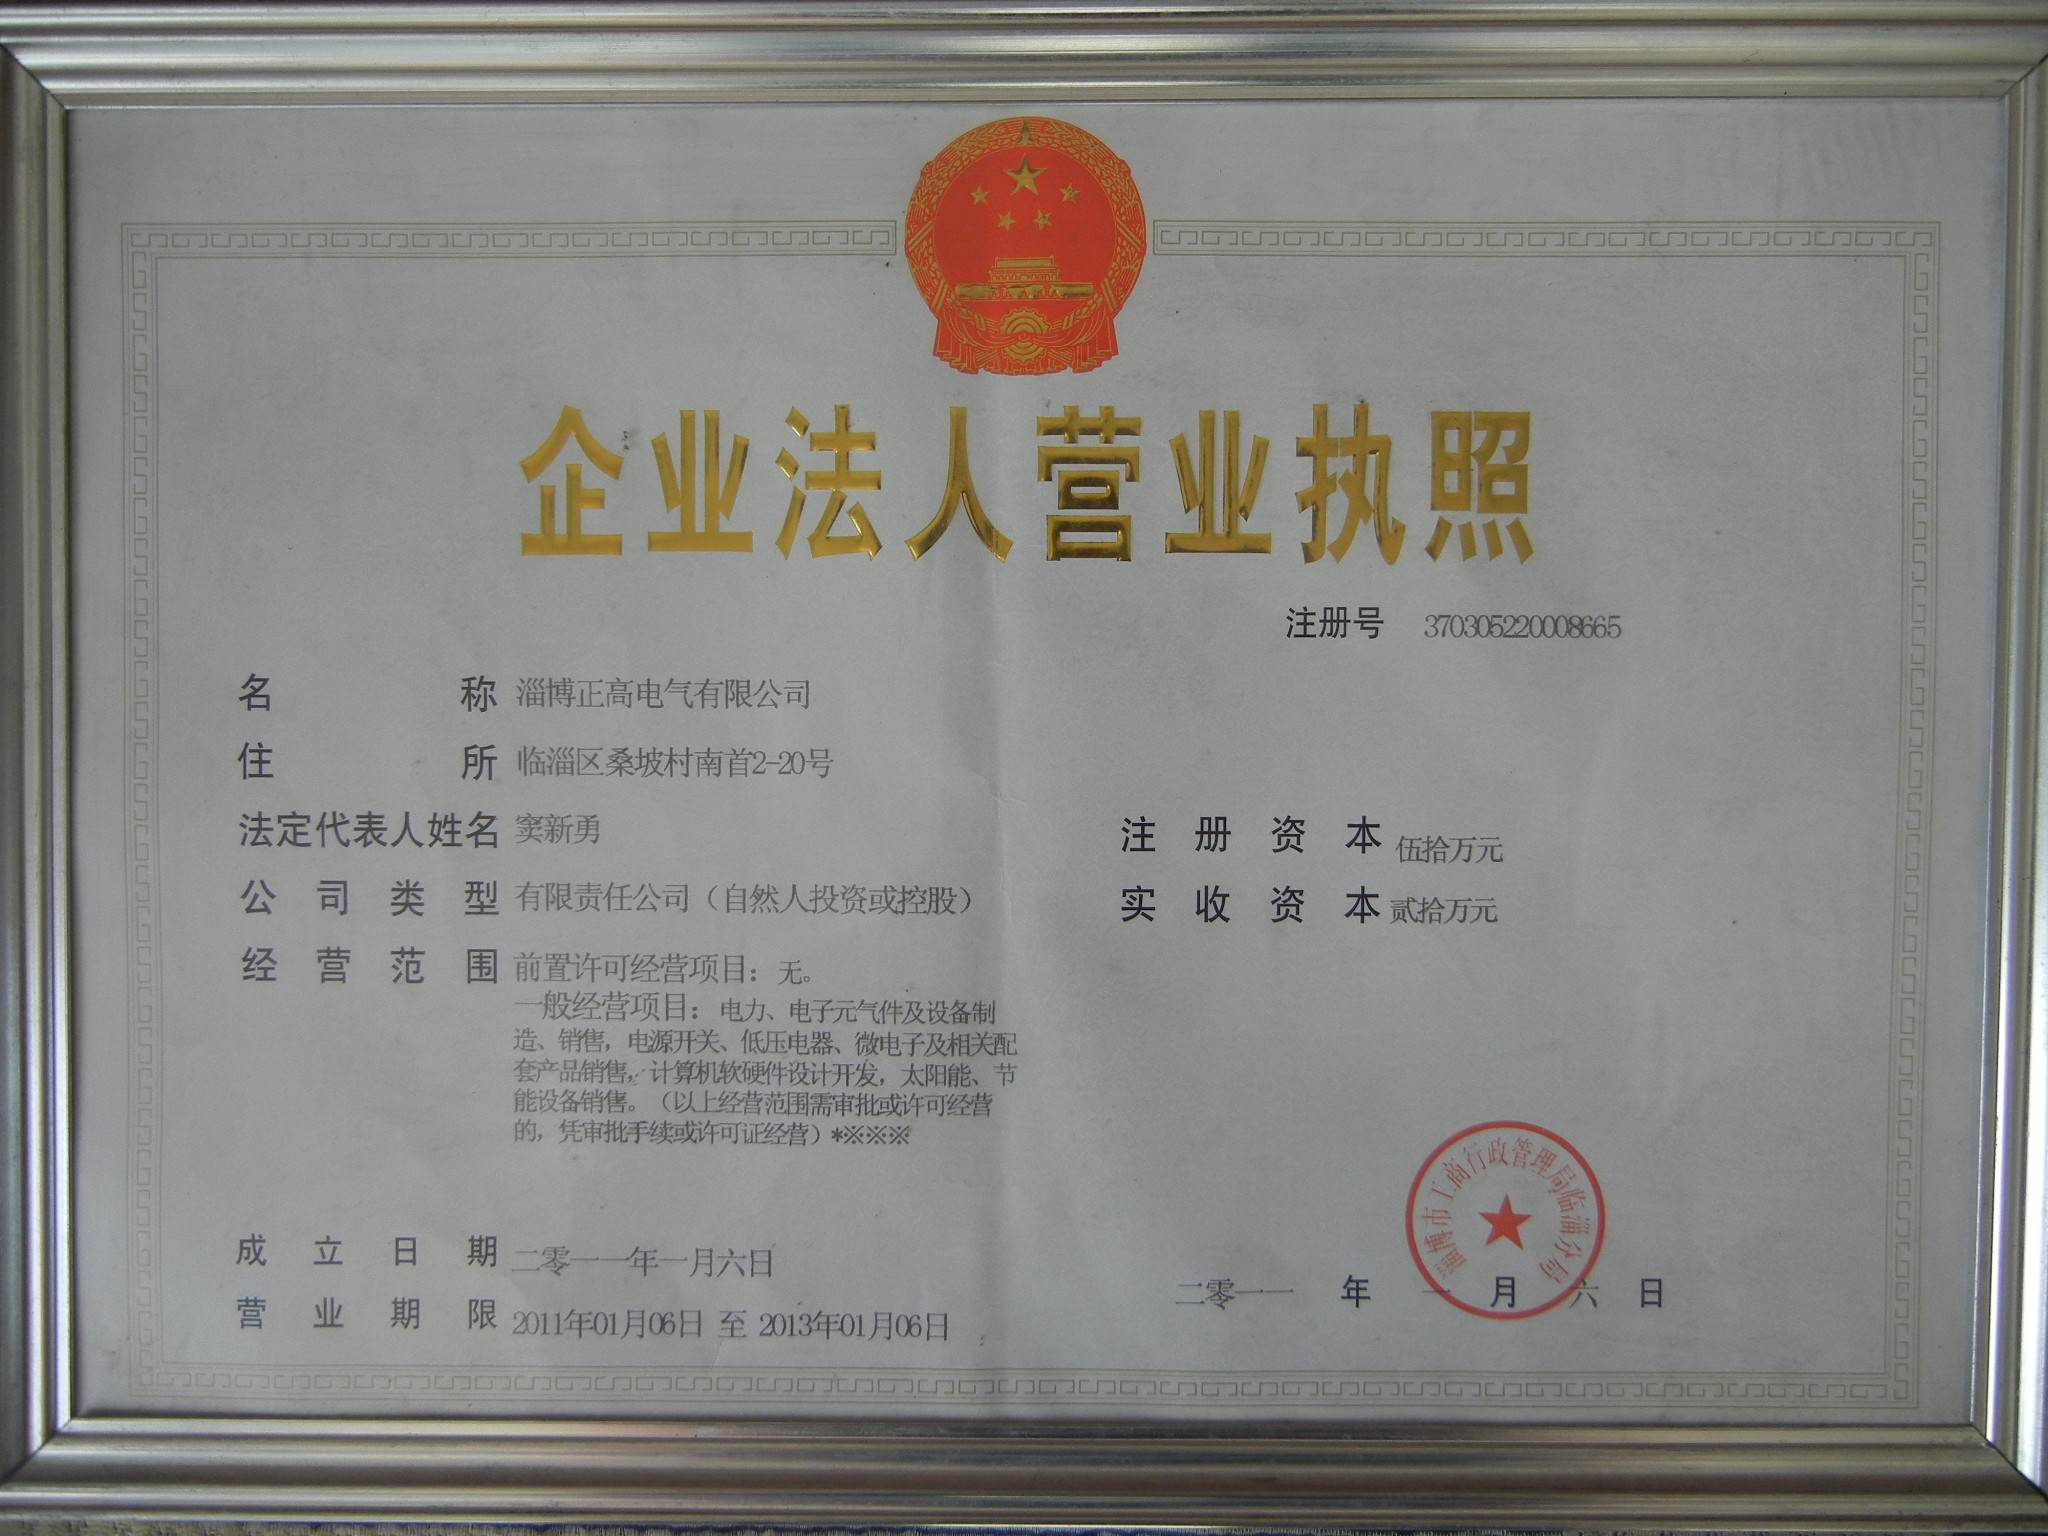 企业法人营业执照
注册号 370305220008665
名称 淄博正高电气有限公司
住所 临淄区桑坡村南首2-20号
法定代表人姓名 窦新勇
注册资本 伍拾万元
公司类型 有限责任公司（自然人投资或控股）
实收资本 贰拾万元
经营范围 前置许可经营项目：无。
一般经营项目：电力、电子元气件及设备制
造、销售，电源开关、低压电器、微电子及相关配
套产品销售，计算机软硬件设计开发，太阳能、节
能设备销售。（以上经营范围需审批或许可经营
的，凭审批手续或许可证经营）*※※※
淄博市工商行政管理局临淄分局
成立日期 二零一一年一月六日
二零一一 年 一 月 六 日
营业期限 2011年01月06日 至 2013年01月06日